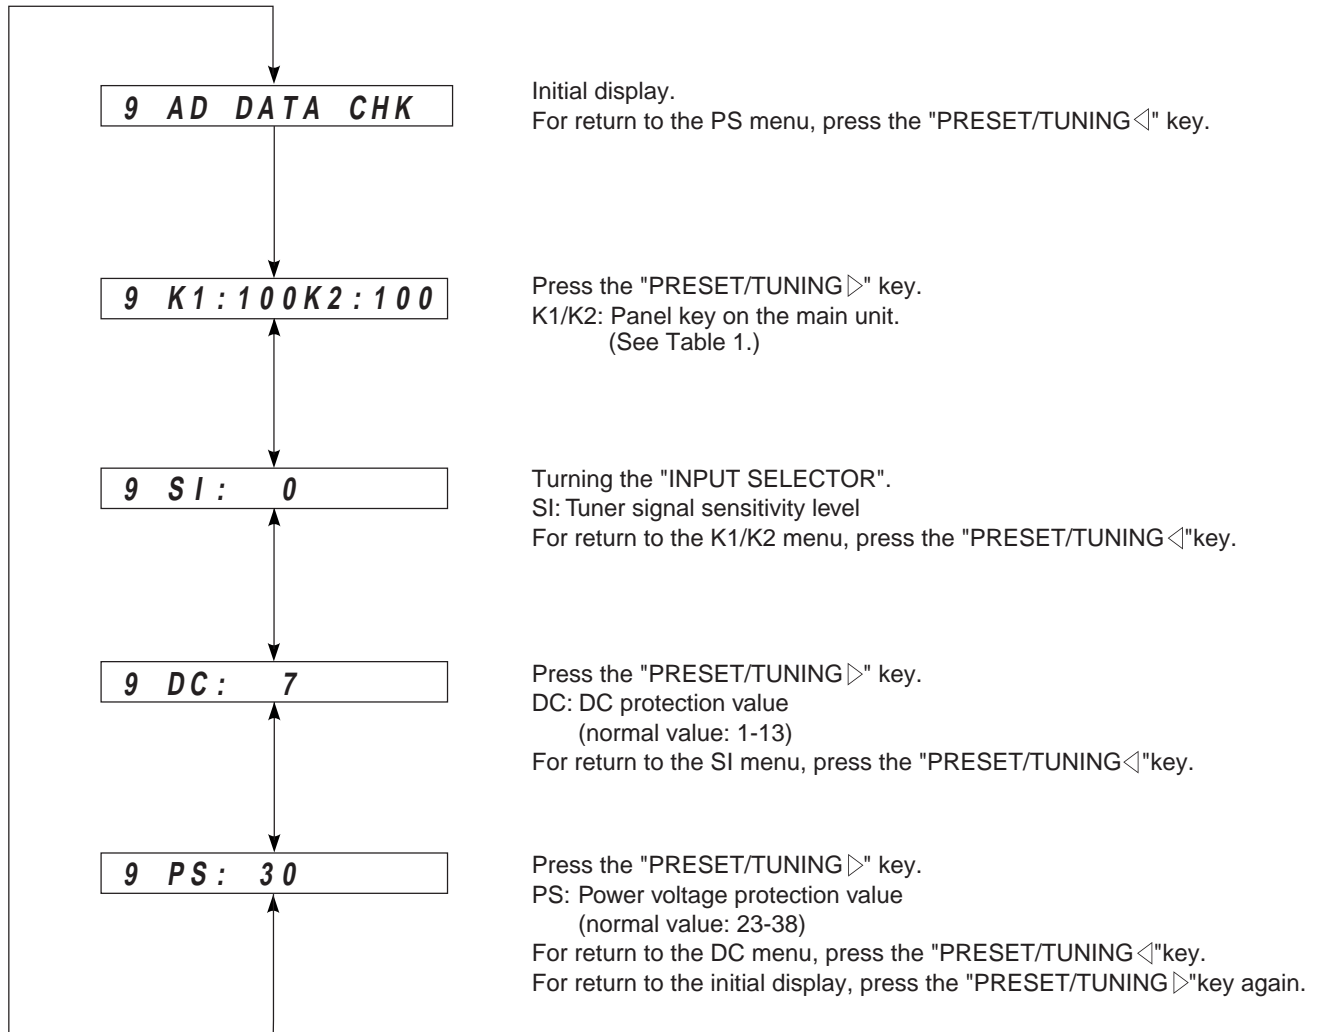 9 AD DATA CHK
Initial display.
For return to the PS menu, press the "PRESET/TUNING◁" key.
9 K1:100K2:100
Press the "PRESET/TUNING▷" key.
K1/K2: Panel key on the main unit.
(See Table 1.)
9 SI: 0
Turning the "INPUT SELECTOR".
SI: Tuner signal sensitivity level
For return to the K1/K2 menu, press the "PRESET/TUNING◁"key.
9 DC: 7
Press the "PRESET/TUNING▷" key.
DC: DC protection value
(normal value: 1-13)
For return to the SI menu, press the "PRESET/TUNING◁"key.
9 PS: 30
Press the "PRESET/TUNING▷" key.
PS: Power voltage protection value
(normal value: 23-38)
For return to the DC menu, press the "PRESET/TUNING◁"key.
For return to the initial display, press the "PRESET/TUNING▷"key again.